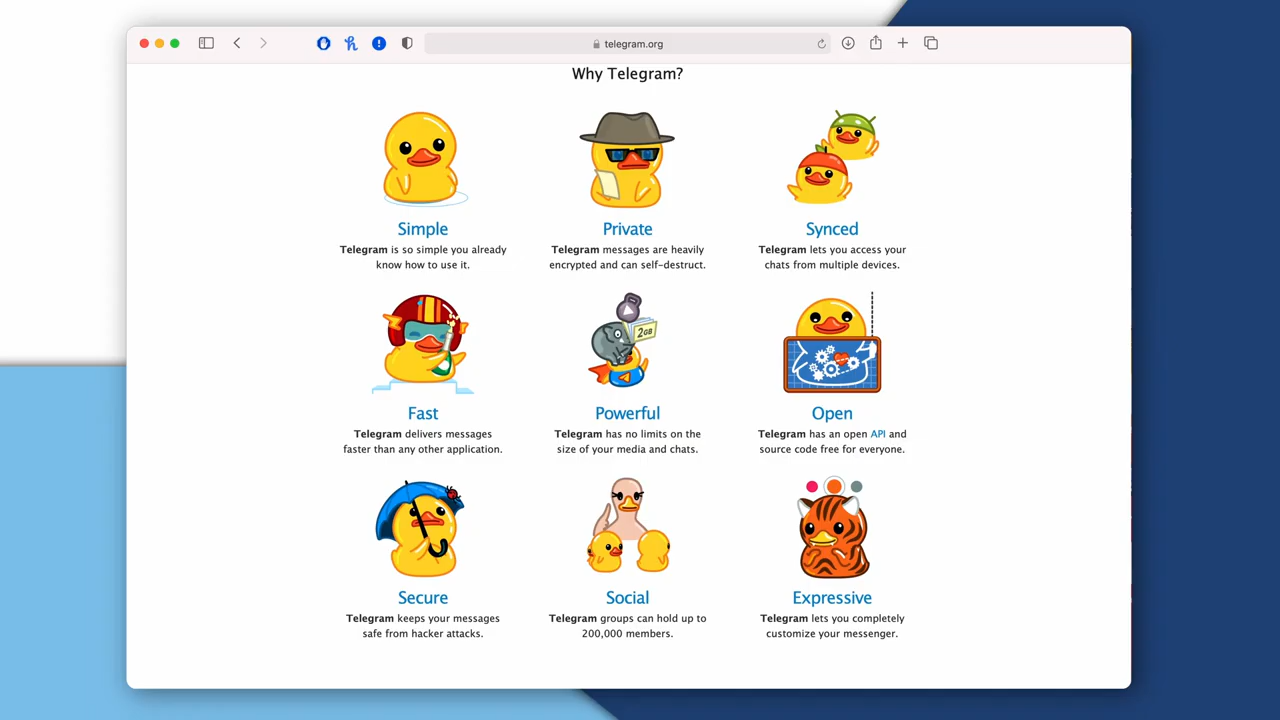 telegram.org
Why Telegram?
Simple
Telegram is so simple you already
know how to use it.
Private
Telegram messages are heavily
encrypted and can self-destruct.
Synced
Telegram lets you access your
chats from multiple devices.
2GB
Fast
Telegram delivers messages
faster than any other application.
Powerful
Telegram has no limits on the
size of your media and chats.
Open
Telegram has an open API and
source code free for everyone.
Secure
Telegram keeps your messages
safe from hacker attacks.
Social
Telegram groups can hold up to
200,000 members.
Expressive
Telegram lets you completely
customize your messenger.